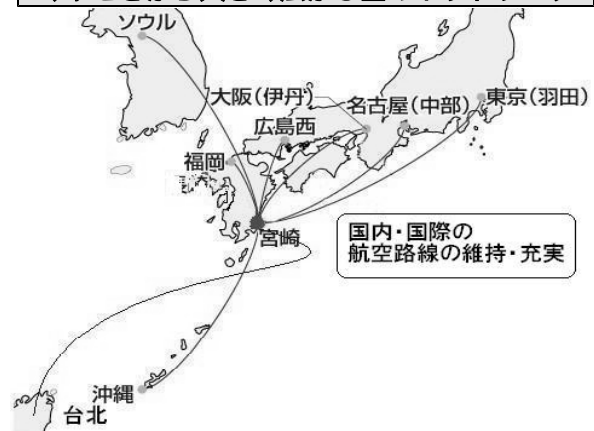 ソウル
大阪（伊丹）
名古屋（中部）
東京（羽田）
広島西
福岡
宮崎
国内・国際の
航空路線の維持・充実
沖縄
台北